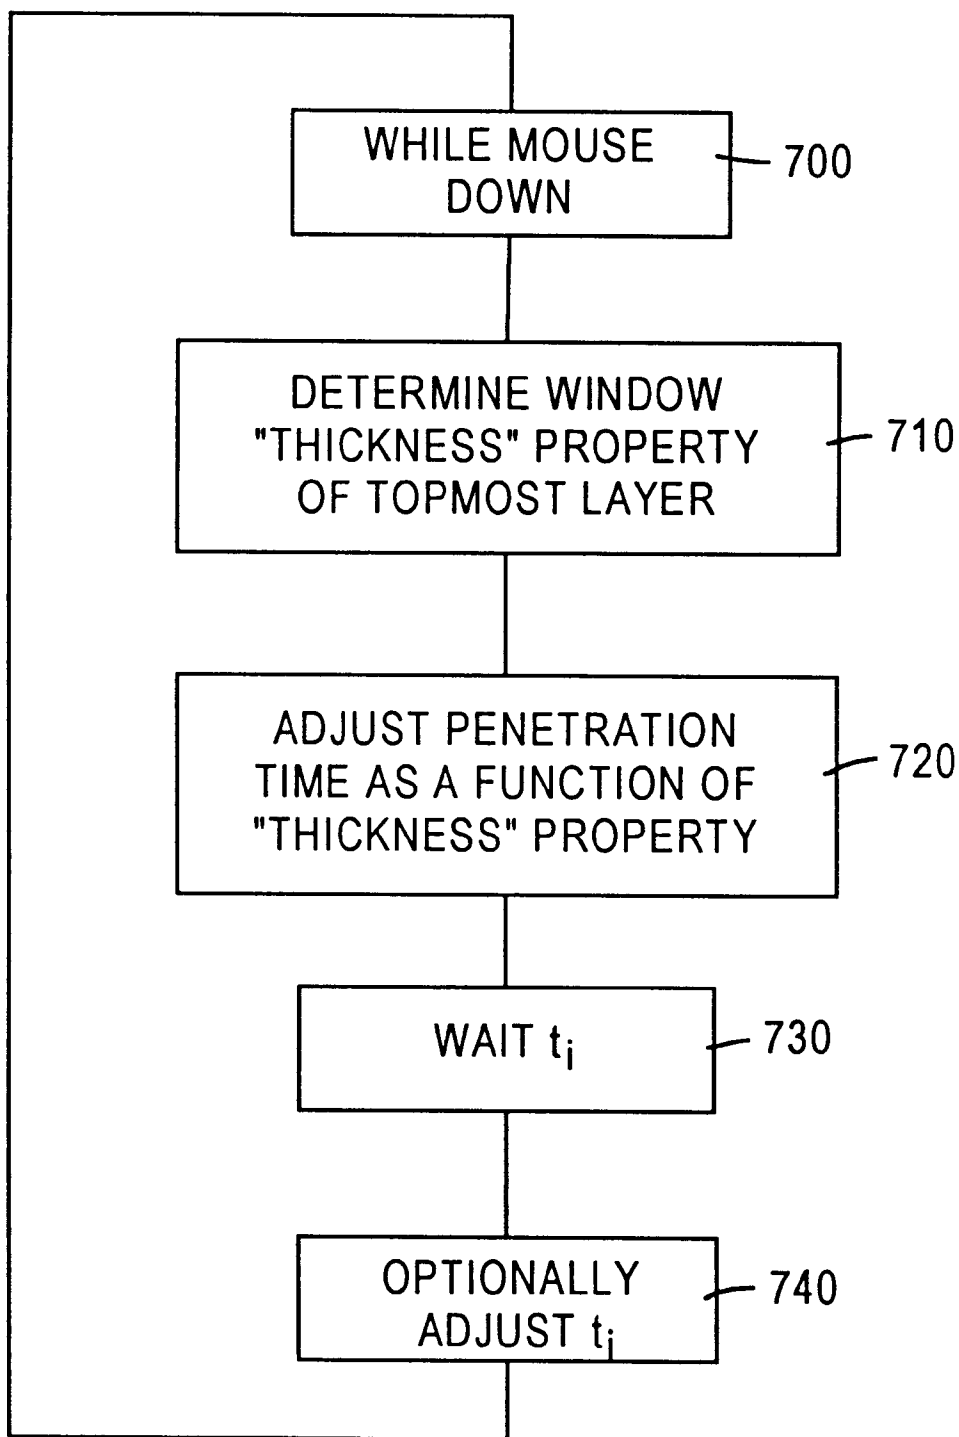 WHILE MOUSE
DOWN
700
DETERMINE WINDOW
"THICKNESS" PROPERTY
OF TOPMOST LAYER
710
ADJUST PENETRATION
TIME AS A FUNCTION OF
"THICKNESS" PROPERTY
720
WAIT ti
730
OPTIONALLY
ADJUST ti
740